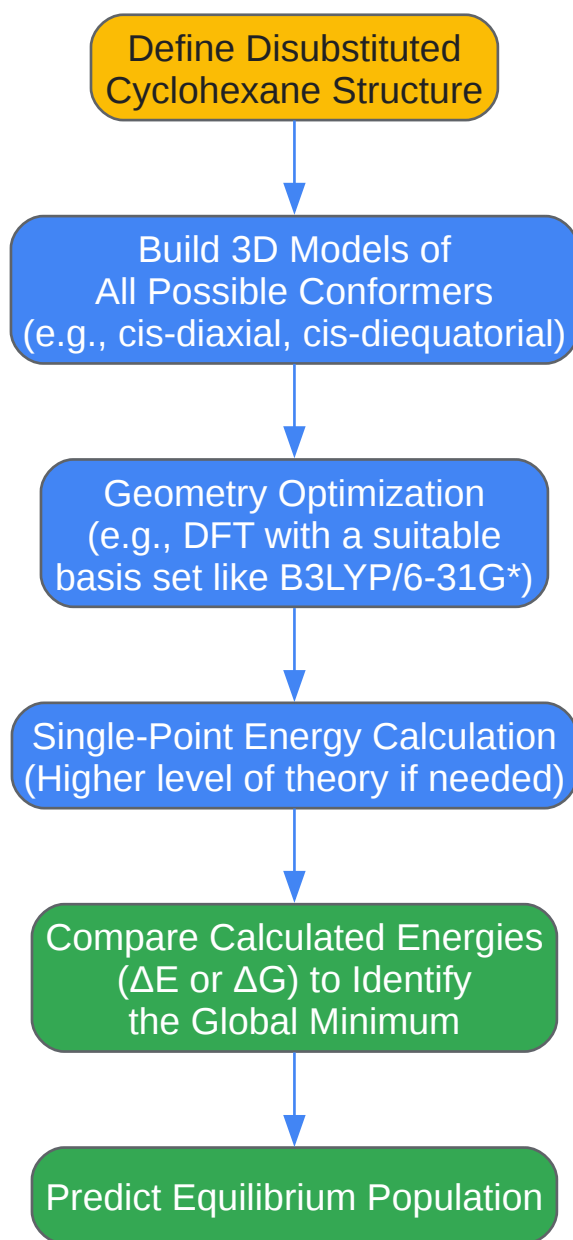 Define Disubstituted
Cyclohexane Structure
Build 3D Models of
All Possible Conformers
(e.g., cis-diaxial, cis-diequatorial)
Geometry Optimization
(e.g., DFT with a suitable
basis set like B3LYP/6-31G*)
Single-Point Energy Calculation
(Higher level of theory if needed)
Compare Calculated Energies
(ΔE or ΔG) to Identify
the Global Minimum
Predict Equilibrium Population